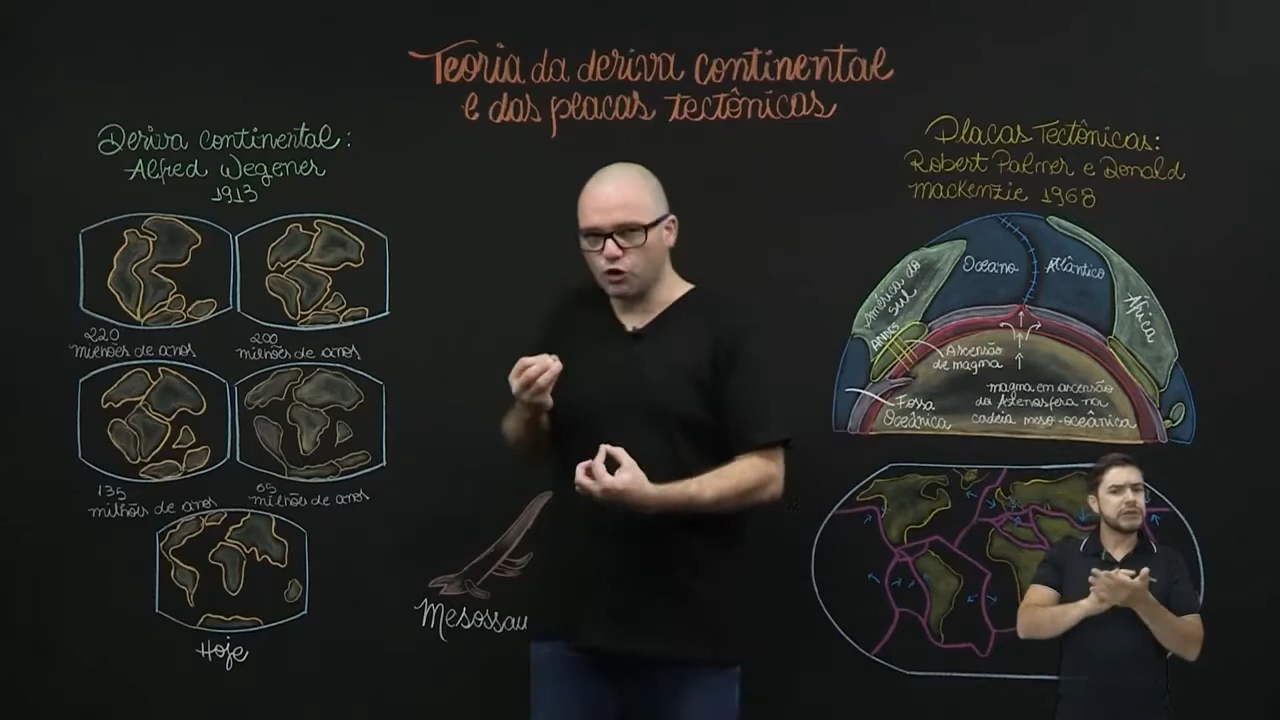 Teoria da deriva continental
e das placas tectônicas
Deriva continental:
Alfred Wegener
1913
220
milhões de anos
200
milhões de anos
135
milhões de anos
65
milhões de anos
Hoje
Mesossau
Placas Tectônicas:
Robert Palmer e Donald
Mackenzie 1968
Oceano Atlântico
América do
Sul
África
ANDES
Ascensão
de magma
Fossa
Oceânica
magma em ascensão
da Astenosfera na
cadeia meso-oceânica